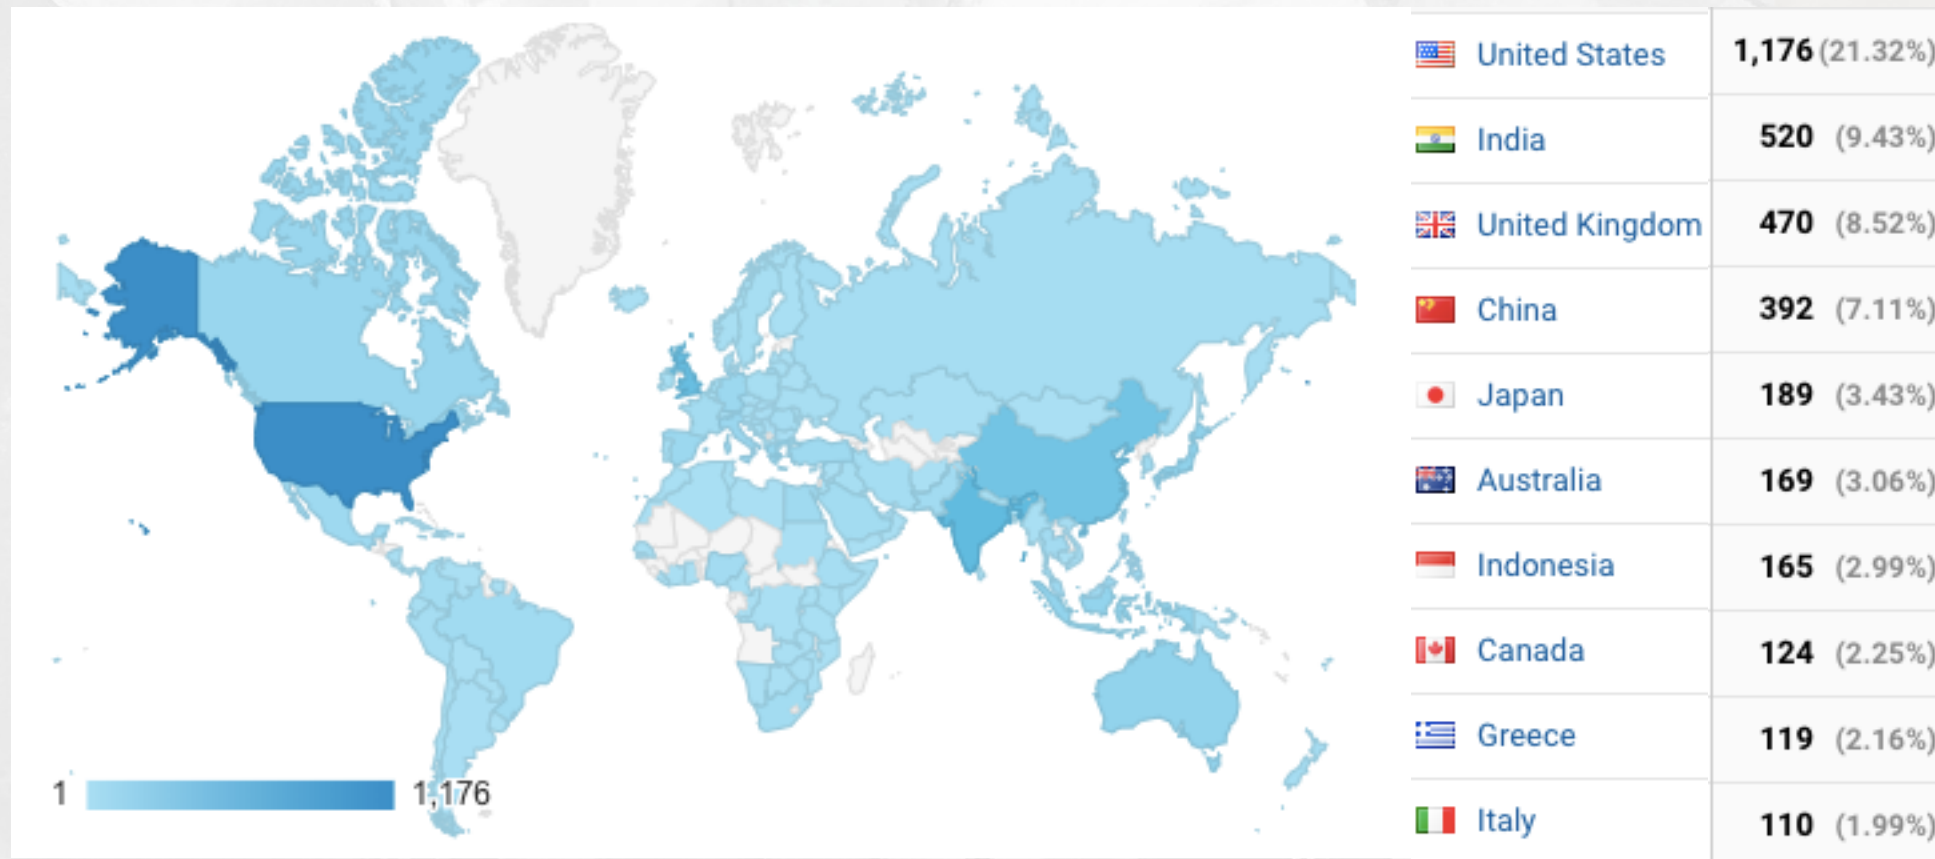 United States 1,176 (21.32%)
India 520 (9.43%)
United Kingdom 470 (8.52%)
China 392 (7.11%)
Japan 189 (3.43%)
Australia 169 (3.06%)
Indonesia 165 (2.99%)
Canada 124 (2.25%)
Greece 119 (2.16%)
Italy 110 (1.99%)
1 1,176